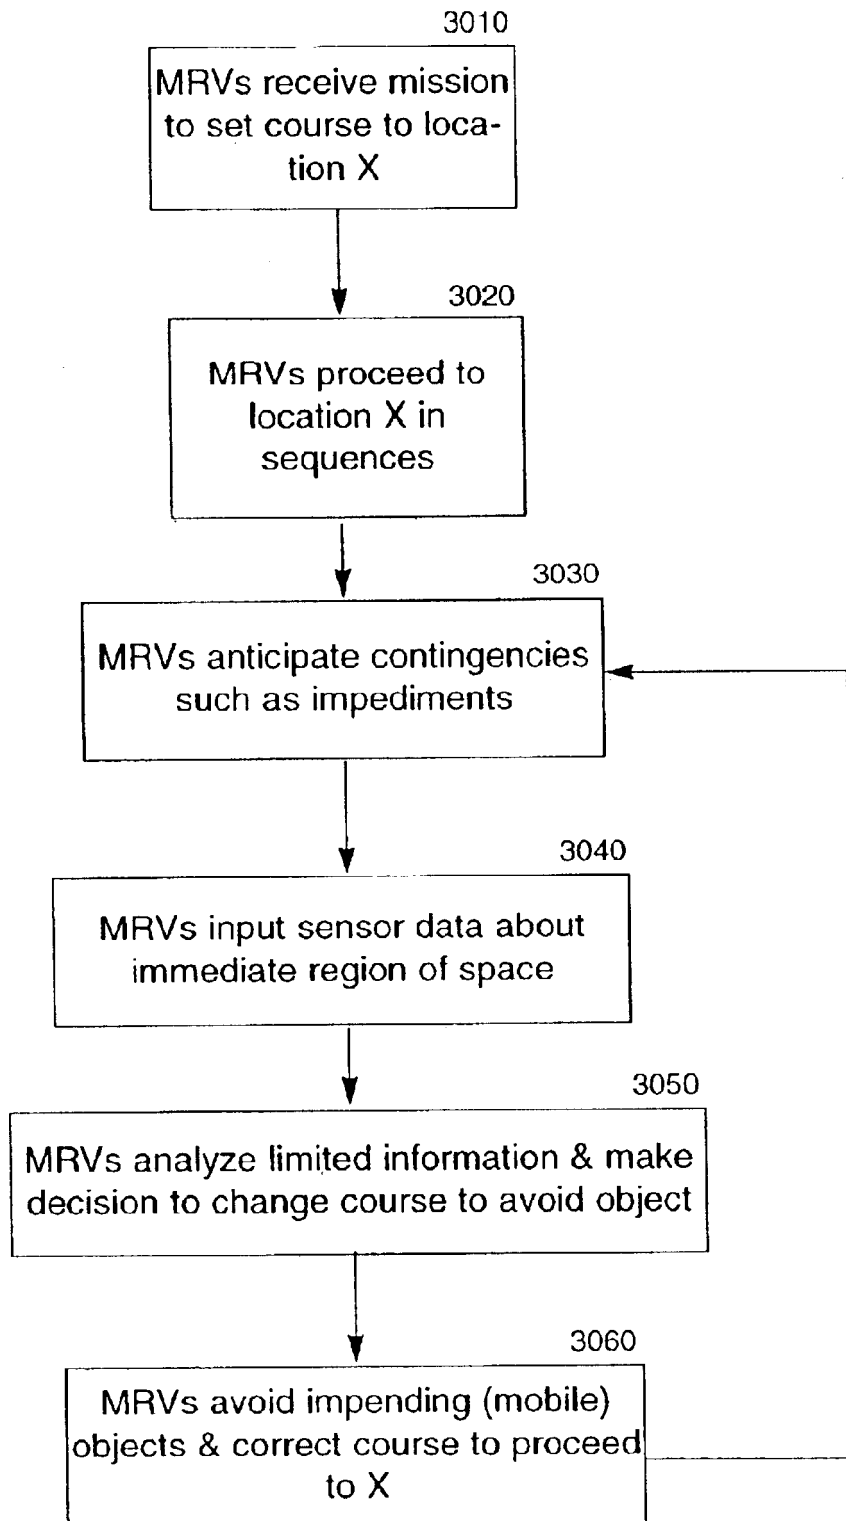 3010
MRVs receive mission
to set course to loca-
tion X
3020
MRVs proceed to
location X in
sequences
3030
MRVs anticipate contingencies
such as impediments
3040
MRVs input sensor data about
immediate region of space
3050
MRVs analyze limited information & make
decision to change course to avoid object
3060
MRVs avoid impending (mobile)
objects & correct course to proceed
to X